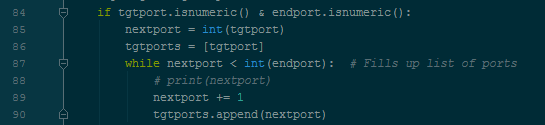 84 if tgtport.isnumeric() & endport.isnumeric():
85 nextport = int(tgtport)
86 tgtports = [tgtport]
87 while nextport < int(endport):  # Fills up list of ports
88 # print(nextport)
89 nextport += 1
90 tgtports.append(nextport)